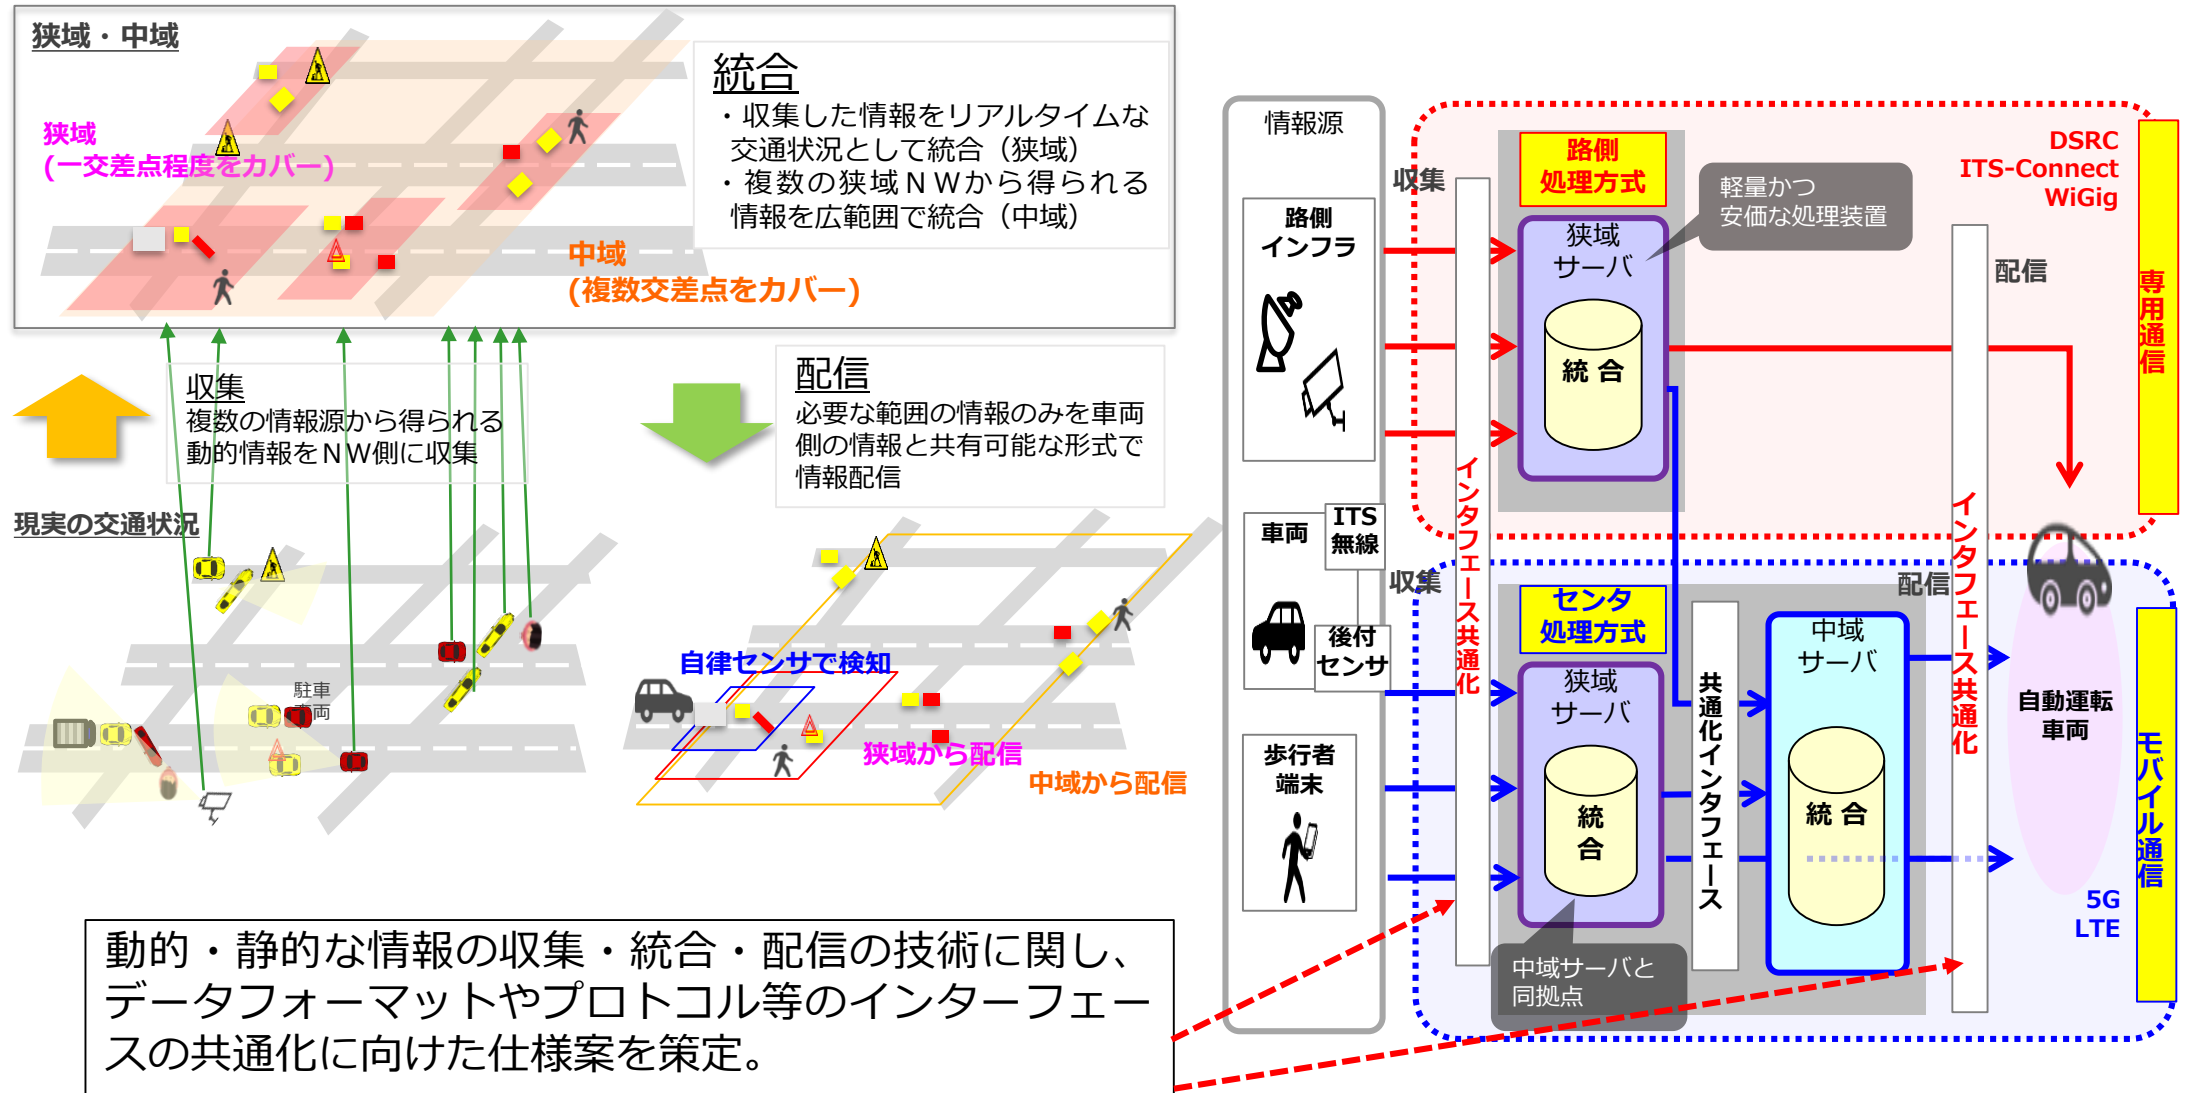 狭域・中域
狭域
(一交差点程度をカバー)
中域
(複数交差点をカバー)
統合
・収集した情報をリアルタイムな
交通状況として統合（狭域）
・複数の狭域ＮＷから得られる
情報を広範囲で統合（中域）
収集
複数の情報源から得られる
動的情報をＮＷ側に収集
配信
必要な範囲の情報のみを車両
側の情報と共有可能な形式で
情報配信
現実の交通状況
駐車
車両
自律センサで検知
狭域から配信
中域から配信
動的・静的な情報の収集・統合・配信の技術に関し、
データフォーマットやプロトコル等のインターフェー
スの共通化に向けた仕様案を策定。
情報源
路側
インフラ
車両
ITS
無線
後付
センサ
歩行者
端末
収集
収集
インタフェース共通化
路側
処理方式
狭域
サーバ
統 合
軽量かつ
安価な処理装置
DSRC
ITS-Connect
WiGig
配信
専用通信
センタ
処理方式
狭域
サーバ
統
合
中域サーバと
同拠点
共通化インタフェース
中域
サーバ
統 合
配信
インタフェース共通化
自動運転
車両
5G
LTE
モバイル通信